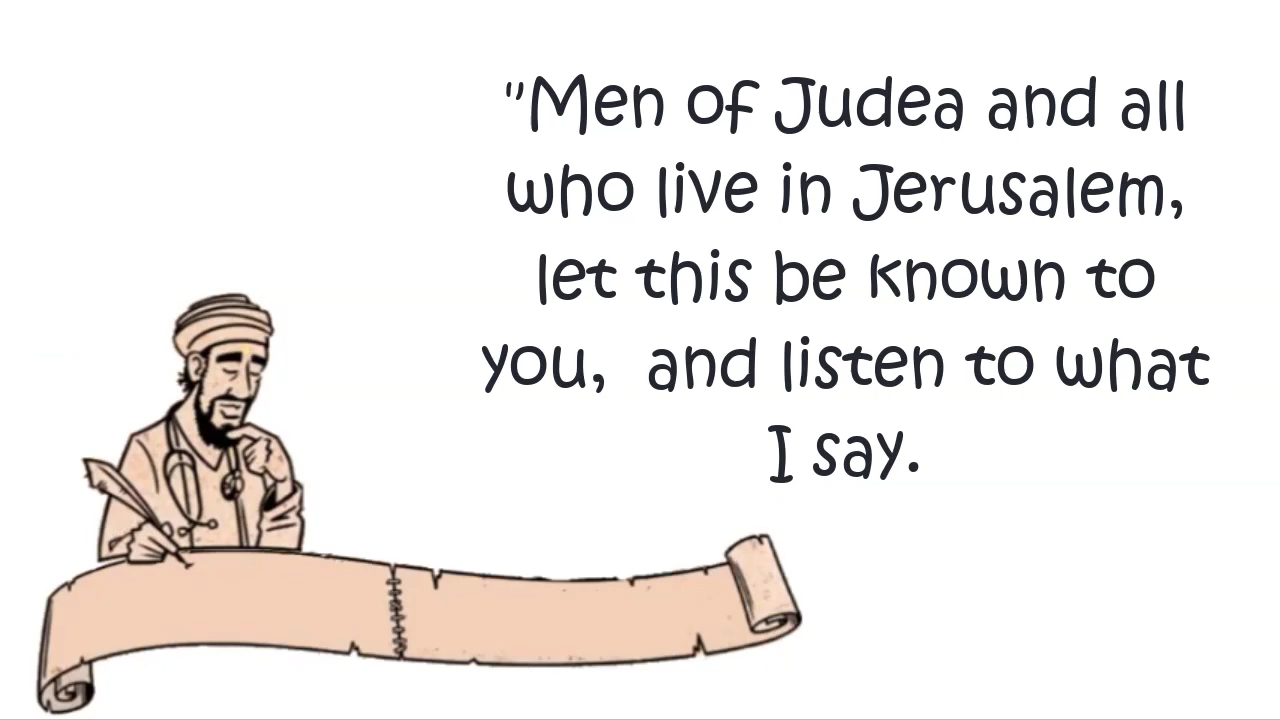 "Men of Judea and all
who live in Jerusalem,
let this be known to
you, and listen to what
I say.